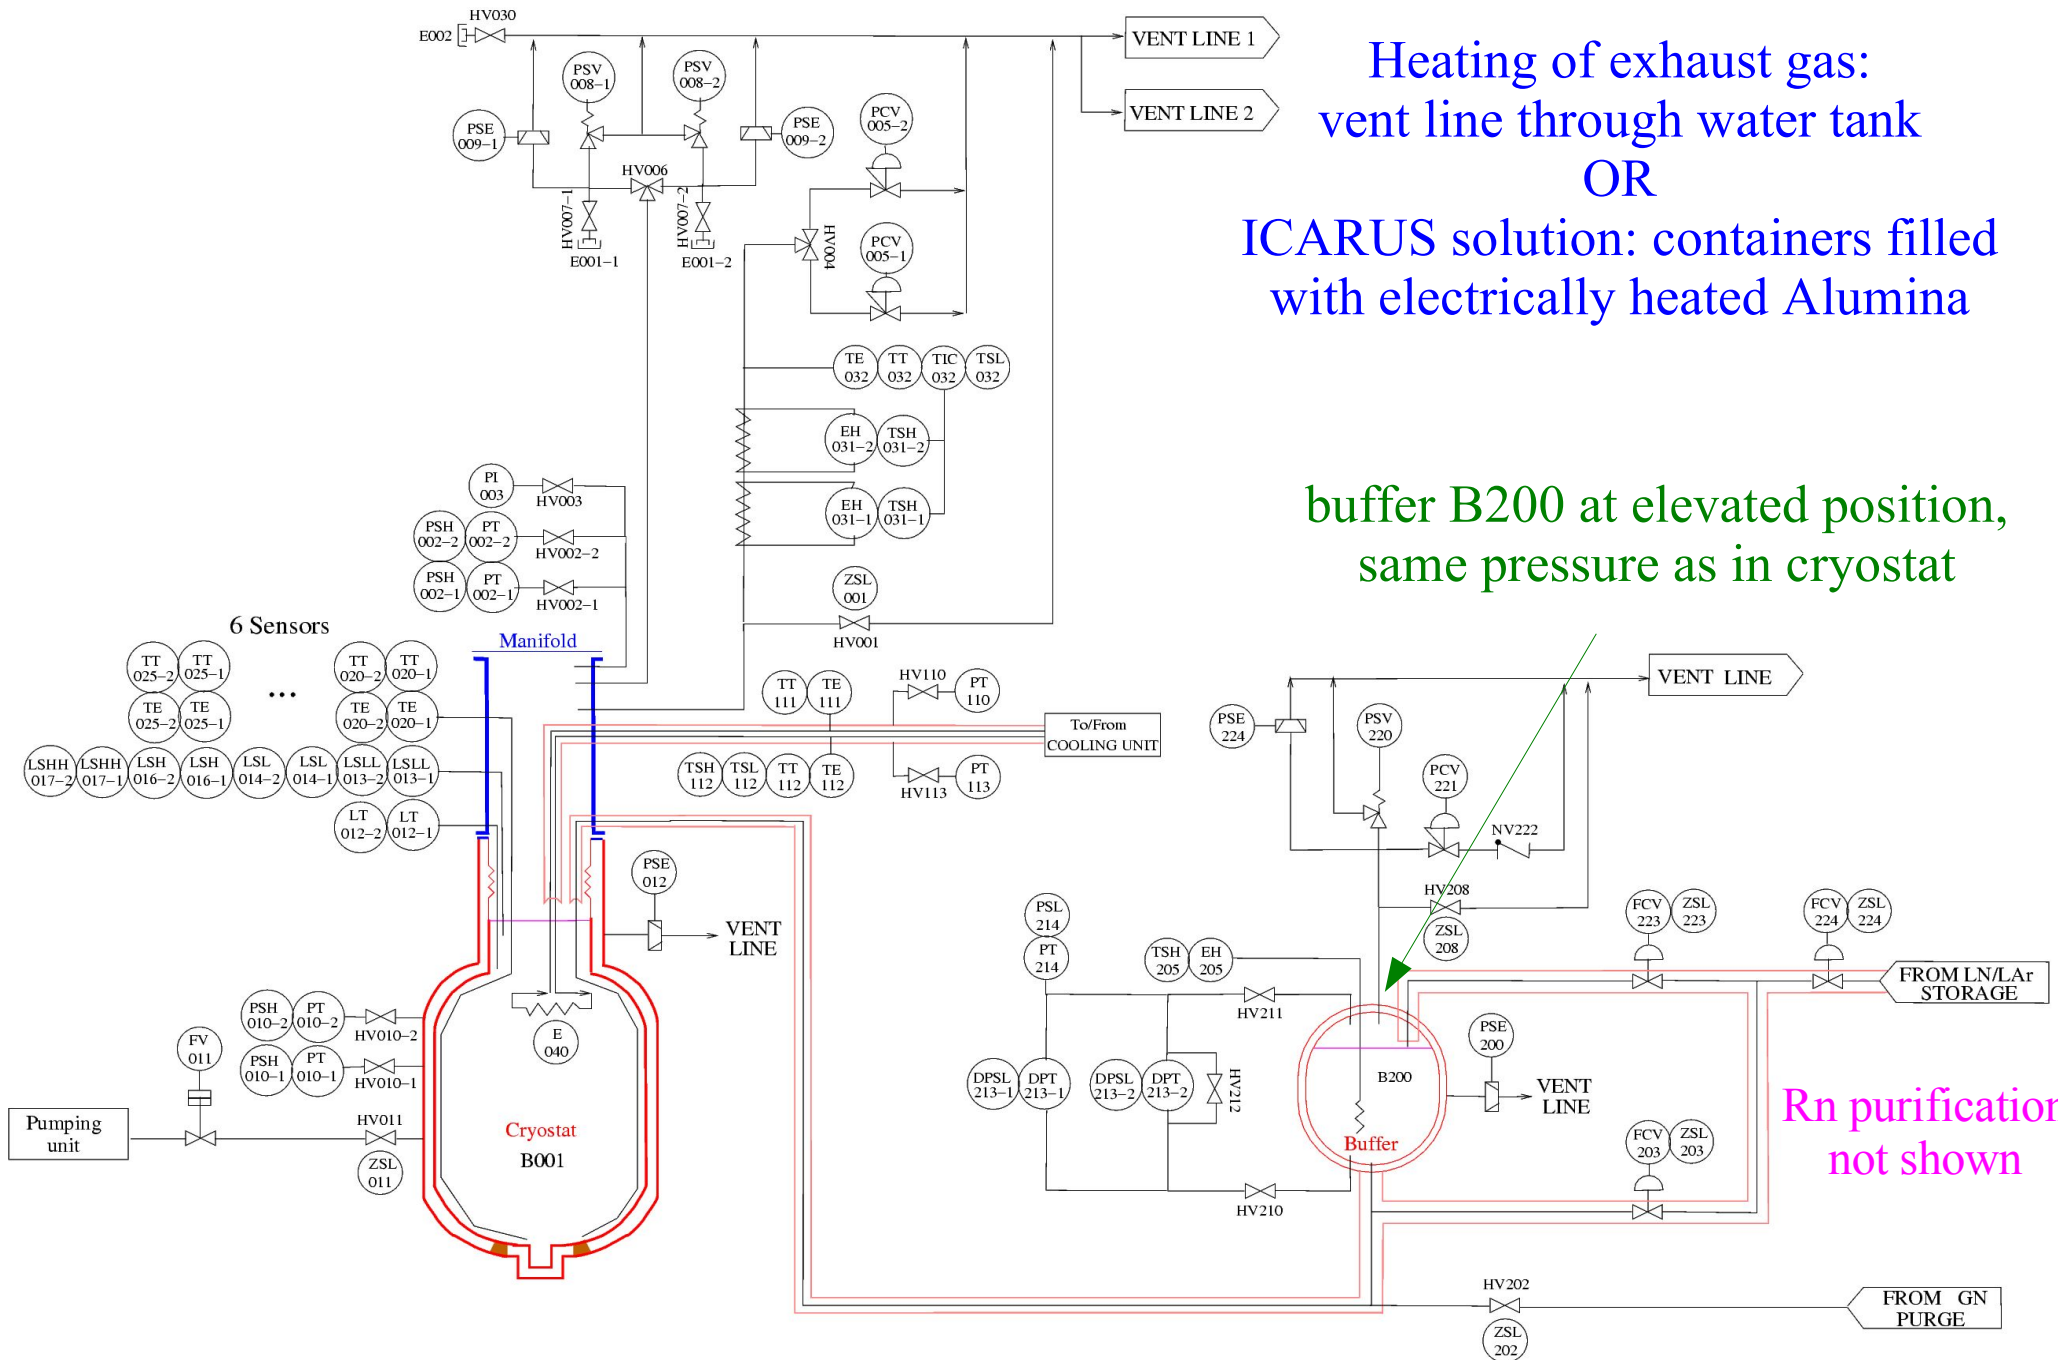 HV030
E002
VENT LINE 1
VENT LINE 2
PSV
008-1
PSV
008-2
PSE
009-1
PSE
009-2
HV006
HV007-1
HV007-2
E001-1
E001-2
PCV
005-2
PCV
005-1
HV004
Heating of exhaust gas:
vent line through water tank
OR
ICARUS solution: containers filled
with electrically heated Alumina
TE
032
TT
032
TIC
032
TSL
032
EH
031-2
TSH
031-2
EH
031-1
TSH
031-1
PI
003
HV003
PSH
002-2
PT
002-2
HV002-2
PSH
002-1
PT
002-1
HV002-1
ZSL
001
HV001
buffer B200 at elevated position,
same pressure as in cryostat
6 Sensors
Manifold
TT
025-2
TT
025-1
...
TT
020-2
TT
020-1
TE
025-2
TE
025-1
TE
020-2
TE
020-1
LSHH
017-2
LSHH
017-1
LSH
016-2
LSH
016-1
LSL
014-2
LSL
014-1
LSLL
013-2
LSLL
013-1
LT
012-2
LT
012-1
TT
111
TE
111
HV110
PT
110
To/From
COOLING UNIT
TSH
112
TSL
112
TT
112
TE
112
HV113
PT
113
VENT LINE
PSE
224
PSV
220
PCV
221
NV222
HV208
ZSL
208
PSE
012
VENT
LINE
PSL
214
PT
214
TSH
205
EH
205
HV211
FCV
223
ZSL
223
FCV
224
ZSL
224
FROM LN/LAr
STORAGE
PSH
010-2
PT
010-2
HV010-2
PSH
010-1
PT
010-1
HV010-1
FV
011
E
040
Pumping
unit
HV011
ZSL
011
Cryostat
B001
DPSL
213-1
DPT
213-1
DPSL
213-2
DPT
213-2
HV212
HV210
B200
Buffer
PSE
200
VENT
LINE
Rn purification
not shown
FCV
203
ZSL
203
HV202
ZSL
202
FROM GN
PURGE